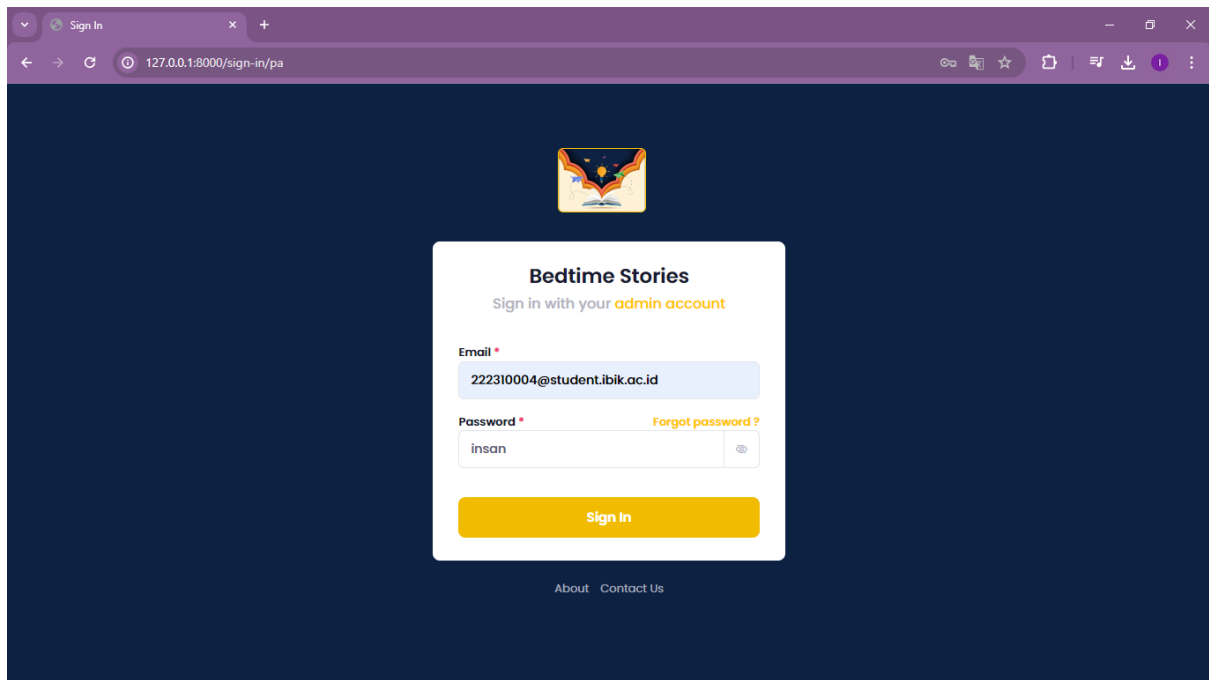 Sign In
127.0.0.1:8000/sign-in/pa
I
Bedtime Stories
Sign in with your admin account
Email *
222310004@student.ibik.ac.id
Password * Forgot password ?
insan
Sign In
About Contact Us